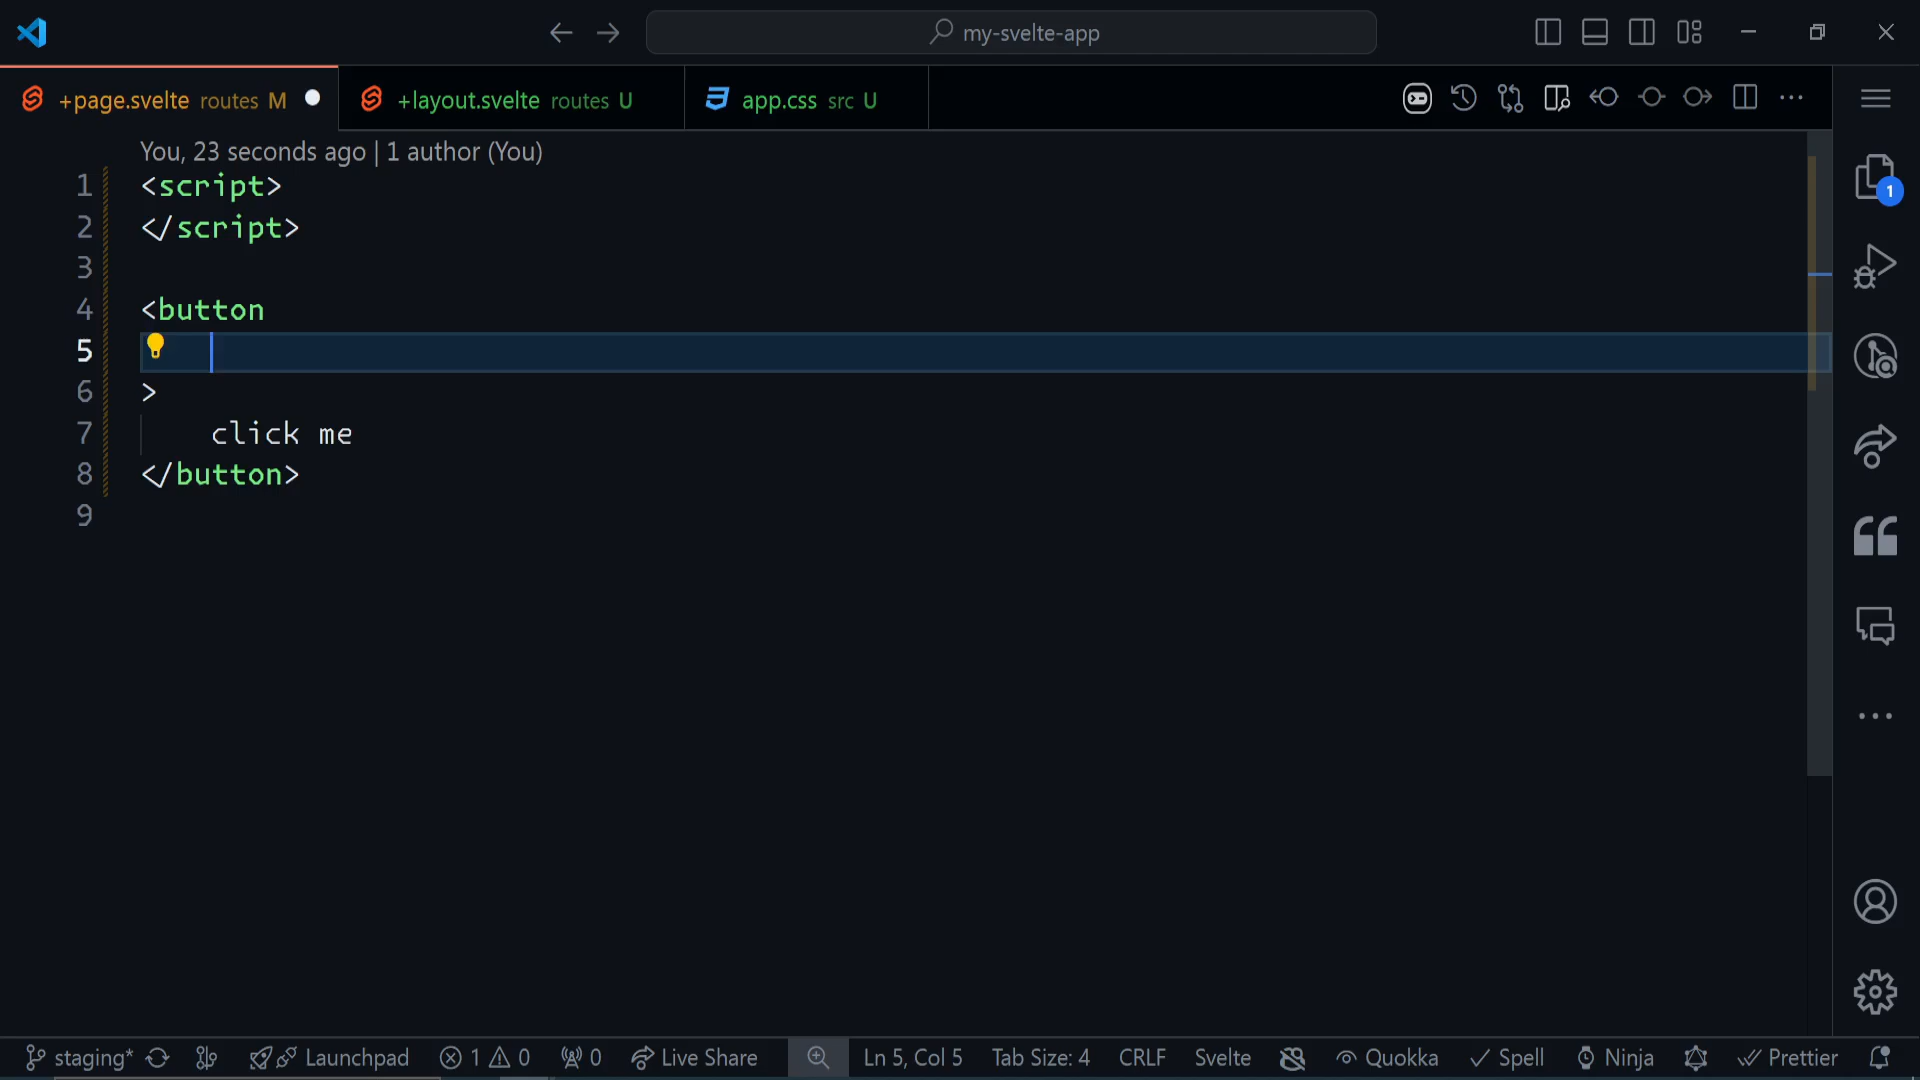 my-svelte-app
+page.svelte routes M
+layout.svelte routes U
app.css src U
You, 23 seconds ago | 1 author (You)
1 <script>
2 </script>
3
4 <button
5
6 >
7 click me
8 </button>
9
1
staging* Launchpad 1 0 0 Live Share Ln 5, Col 5 Tab Size: 4 CRLF Svelte Quokka Spell Ninja Prettier